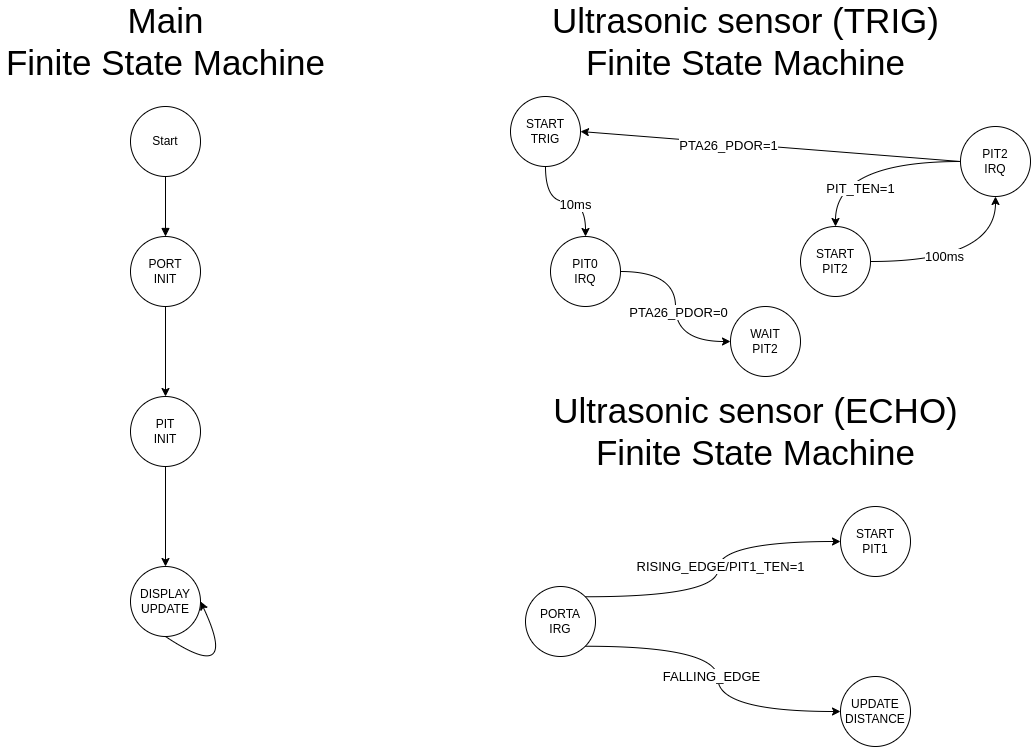 Main
Finite State Machine
Start
PORT
INIT
PIT
INIT
DISPLAY
UPDATE
Ultrasonic sensor (TRIG)
Finite State Machine
START
TRIG
PTA26_PDOR=1
PIT2
IRQ
PIT_TEN=1
10ms
START
PIT2
100ms
PIT0
IRQ
PTA26_PDOR=0
WAIT
PIT2
Ultrasonic sensor (ECHO)
Finite State Machine
START
PIT1
RISING_EDGE/PIT1_TEN=1
PORTA
IRG
FALLING_EDGE
UPDATE
DISTANCE